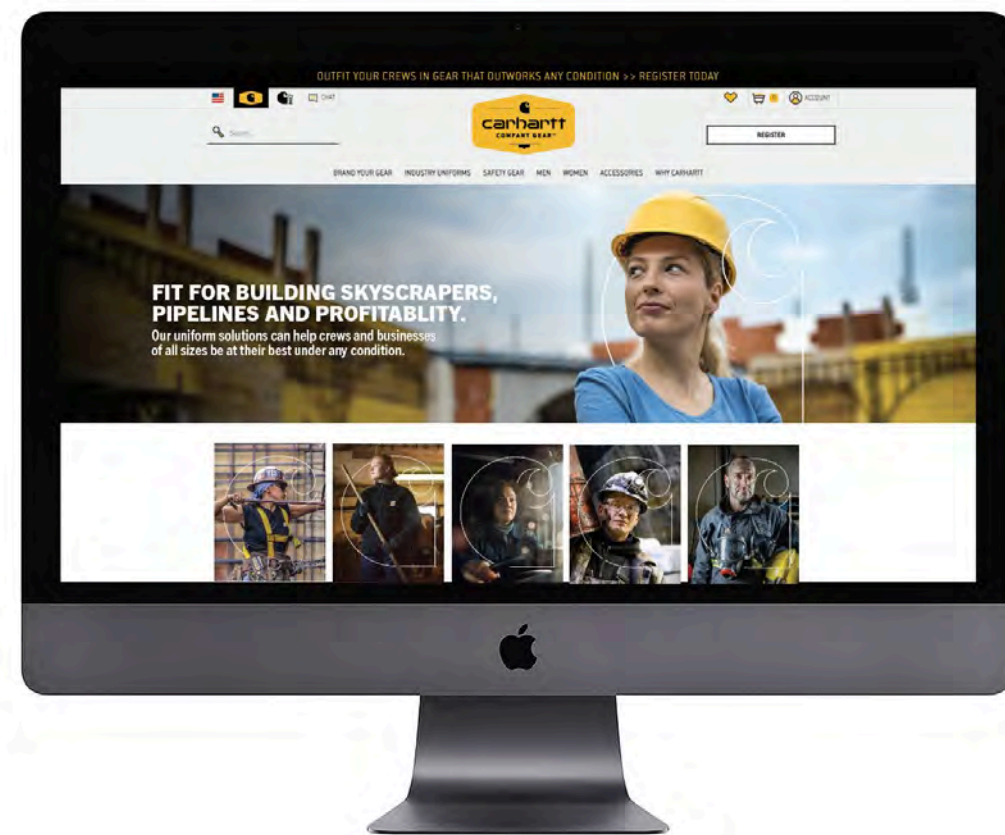 OUTFIT YOUR CREWS IN GEAR THAT OUTWORKS ANY CONDITION >> REGISTER TODAY
CHAT
ACCOUNT
Search...
carhartt
COMPANY GEAR™
REGISTER
BRAND YOUR GEAR INDUSTRY UNIFORMS SAFETY GEAR MEN WOMEN ACCESSORIES WHY CARHARTT
FIT FOR BUILDING SKYSCRAPERS,
PIPELINES AND PROFITABLITY.
Our uniform solutions can help crews and businesses
of all sizes be at their best under any condition.